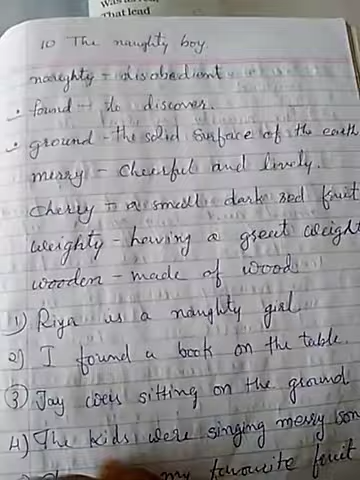 That lead
10 The naughty boy.
naughty - disobedient
found - to discover.
ground - the solid surface of the earth
merry - cheerful and lively.
cherry - a small dark red fruit
weighty - having a great weight
wooden - made of wood
1) Riya is a naughty girl
2) I found a book on the table.
3) Jay was sitting on the ground
4) The kids were singing merry son
my favourite fruit